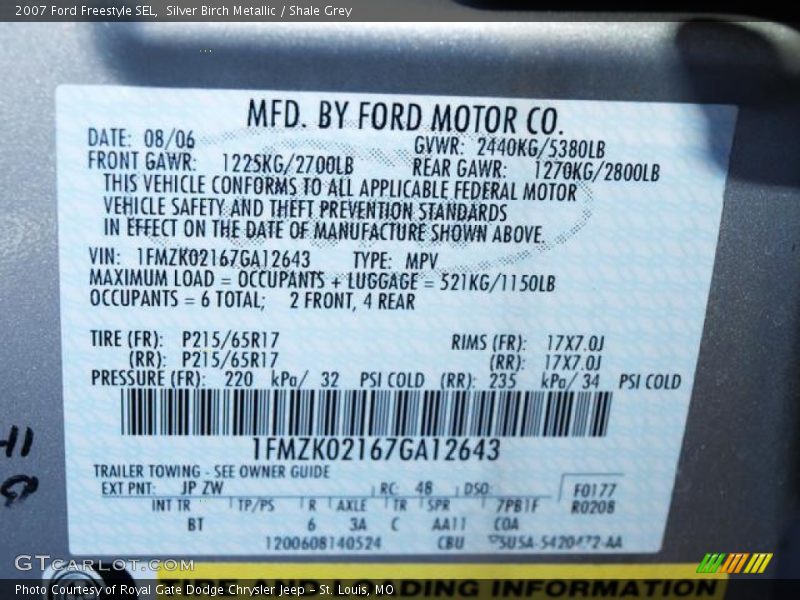 2007 Ford Freestyle SEL, Silver Birch Metallic / Shale Grey
MFD. BY FORD MOTOR CO.
DATE: 08/06 GVWR: 2440KG/5380LB
FRONT GAWR: 1225KG/2700LB REAR GAWR: 1270KG/2800LB
THIS VEHICLE CONFORMS TO ALL APPLICABLE FEDERAL MOTOR
VEHICLE SAFETY AND THEFT PREVENTION STANDARDS
IN EFFECT ON THE DATE OF MANUFACTURE SHOWN ABOVE.
VIN: 1FMZK02167GA12643 TYPE: MPV
MAXIMUM LOAD = OCCUPANTS + LUGGAGE = 521KG/1150LB
OCCUPANTS = 6 TOTAL; 2 FRONT, 4 REAR
TIRE (FR): P215/65R17 RIMS (FR): 17X7.0J
(RR): P215/65R17 (RR): 17X7.0J
PRESSURE (FR): 220 kPa/ 32 PSI COLD (RR): 235 kPa/ 34 PSI COLD
1FMZK02167GA12643
TRAILER TOWING - SEE OWNER GUIDE
EXT PNT: JP ZW RC: 48 DSO: F0177
INT TR TP/PS R AXLE TR SPR 7PB1F R0208
BT 6 3A C AA11 COA
1200608140524 CBU
GTCARLOT.COM
TIRE AND LOADING INFORMATION
Photo Courtesy of Royal Gate Dodge Chrysler Jeep - St. Louis, MO